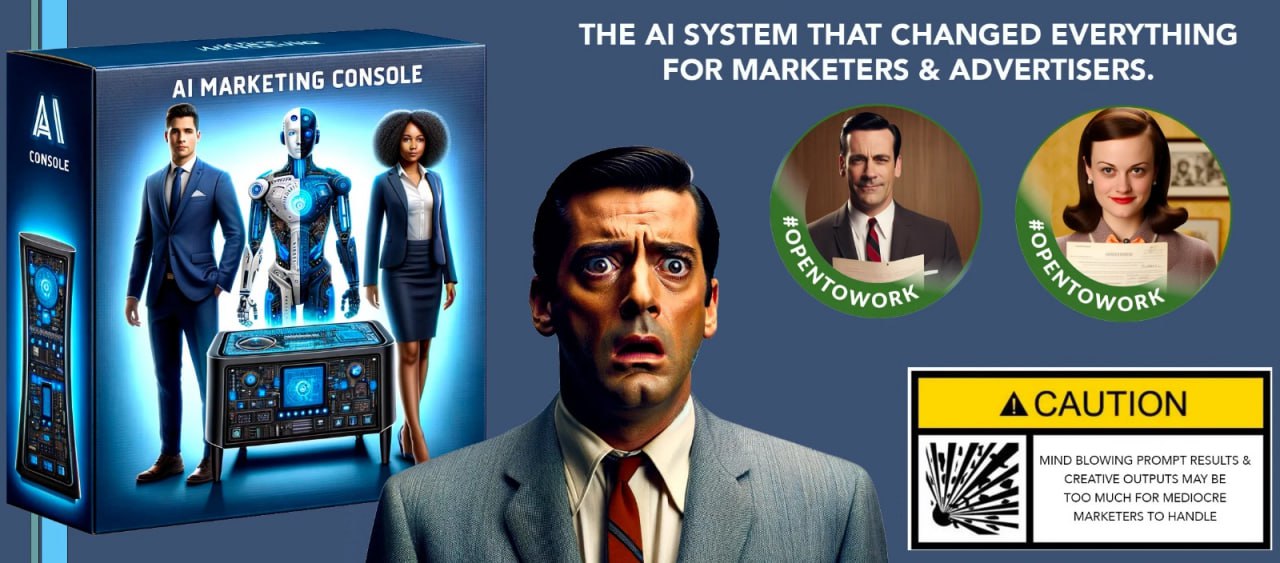 AI
CONSOLE
AI MARKETING CONSOLE
THE AI SYSTEM THAT CHANGED EVERYTHING
FOR MARKETERS & ADVERTISERS.
#OPENTOWORK
#OPENTOWORK
CAUTION
MIND BLOWING PROMPT RESULTS &
CREATIVE OUTPUTS MAY BE
TOO MUCH FOR MEDIOCRE
MARKETERS TO HANDLE